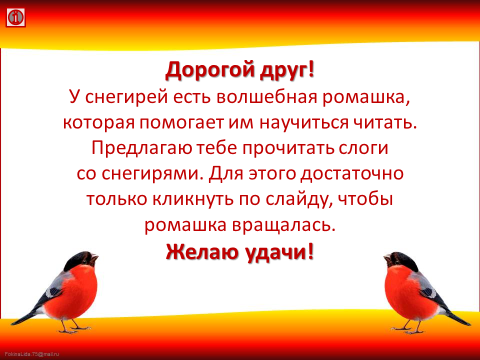 Дорогой друг!
У снегирей есть волшебная ромашка,
которая помогает им научиться читать.
Предлагаю тебе прочитать слоги
со снегирями. Для этого достаточно
только кликнуть по слайду, чтобы
ромашка вращалась.
Желаю удачи!